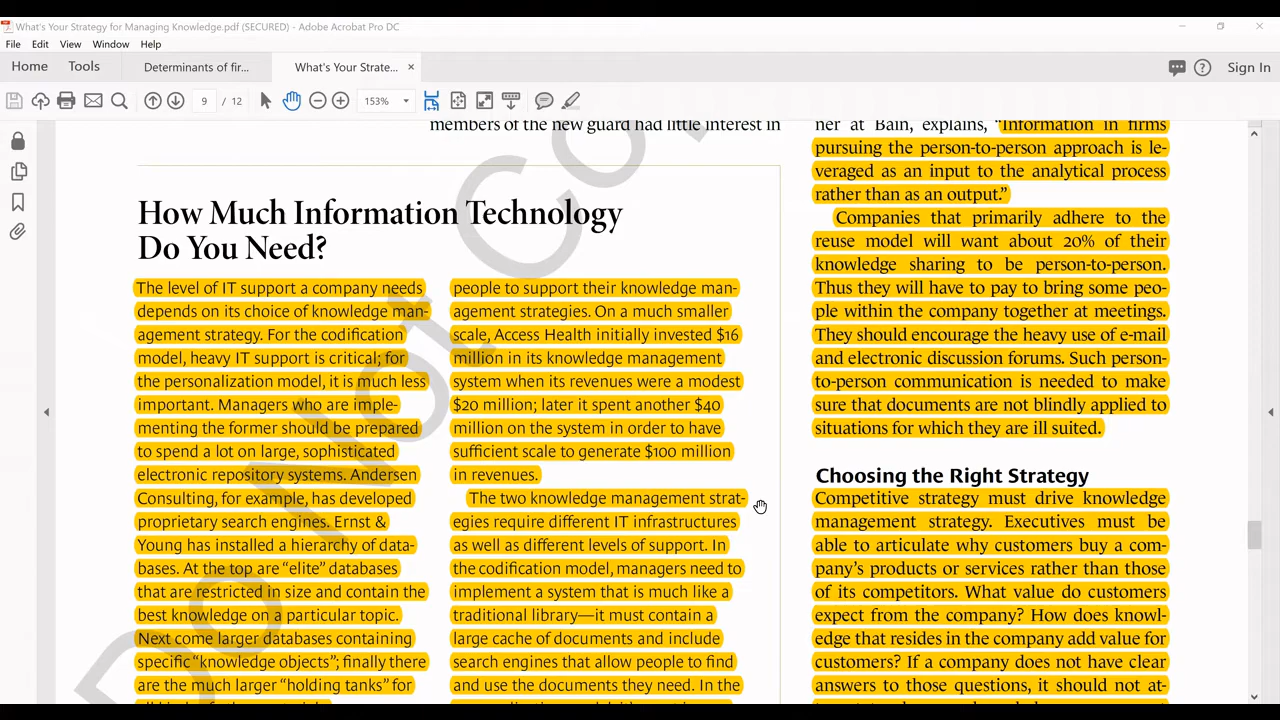 What's Your Strategy for Managing Knowledge.pdf (SECURED) - Adobe Acrobat Pro DC
File Edit View Window Help
Home Tools Determinants of fir... What's Your Strate... × Sign In
9 / 12 153%
members of the new guard had little interest in
How Much Information Technology
Do You Need?
The level of IT support a company needs
depends on its choice of knowledge man-
agement strategy. For the codification
model, heavy IT support is critical; for
the personalization model, it is much less
important. Managers who are imple-
menting the former should be prepared
to spend a lot on large, sophisticated
electronic repository systems. Andersen
Consulting, for example, has developed
proprietary search engines. Ernst &
Young has installed a hierarchy of data-
bases. At the top are “elite” databases
that are restricted in size and contain the
best knowledge on a particular topic.
Next come larger databases containing
specific “knowledge objects”; finally there
are the much larger “holding tanks” for
people to support their knowledge man-
agement strategies. On a much smaller
scale, Access Health initially invested $16
million in its knowledge management
system when its revenues were a modest
$20 million; later it spent another $40
million on the system in order to have
sufficient scale to generate $100 million
in revenues.
The two knowledge management strat-
egies require different IT infrastructures
as well as different levels of support. In
the codification model, managers need to
implement a system that is much like a
traditional library—it must contain a
large cache of documents and include
search engines that allow people to find
and use the documents they need. In the
ner at Bain, explains, “Information in firms
pursuing the person-to-person approach is le-
veraged as an input to the analytical process
rather than as an output.”
Companies that primarily adhere to the
reuse model will want about 20% of their
knowledge sharing to be person-to-person.
Thus they will have to pay to bring some peo-
ple within the company together at meetings.
They should encourage the heavy use of e-mail
and electronic discussion forums. Such person-
to-person communication is needed to make
sure that documents are not blindly applied to
situations for which they are ill suited.
Choosing the Right Strategy
Competitive strategy must drive knowledge
management strategy. Executives must be
able to articulate why customers buy a com-
pany’s products or services rather than those
of its competitors. What value do customers
expect from the company? How does knowl-
edge that resides in the company add value for
customers? If a company does not have clear
answers to those questions, it should not at-
Do Not Co